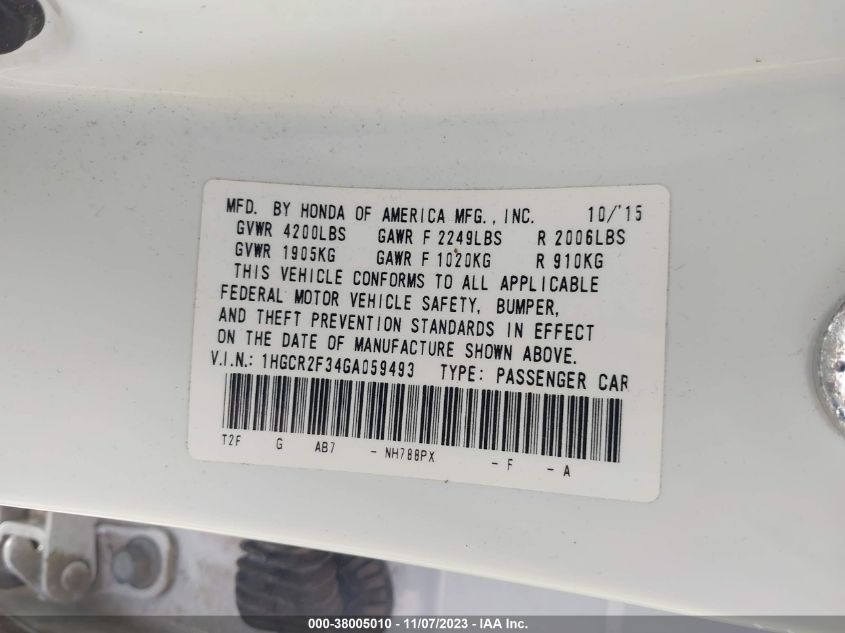 MFD. BY HONDA OF AMERICA MFG., INC. 10/'15
GVWR 4200LBS GAWR F 2249LBS R 2006LBS
GVWR 1905KG GAWR F 1020KG R 910KG
THIS VEHICLE CONFORMS TO ALL APPLICABLE
FEDERAL MOTOR VEHICLE SAFETY, BUMPER,
AND THEFT PREVENTION STANDARDS IN EFFECT
ON THE DATE OF MANUFACTURE SHOWN ABOVE.
V.I.N.: 1HGCR2F34GA059493 TYPE: PASSENGER CAR
T2F G AB7 - NH788PX - F - A
000-38005010 - 11/07/2023 - IAA Inc.